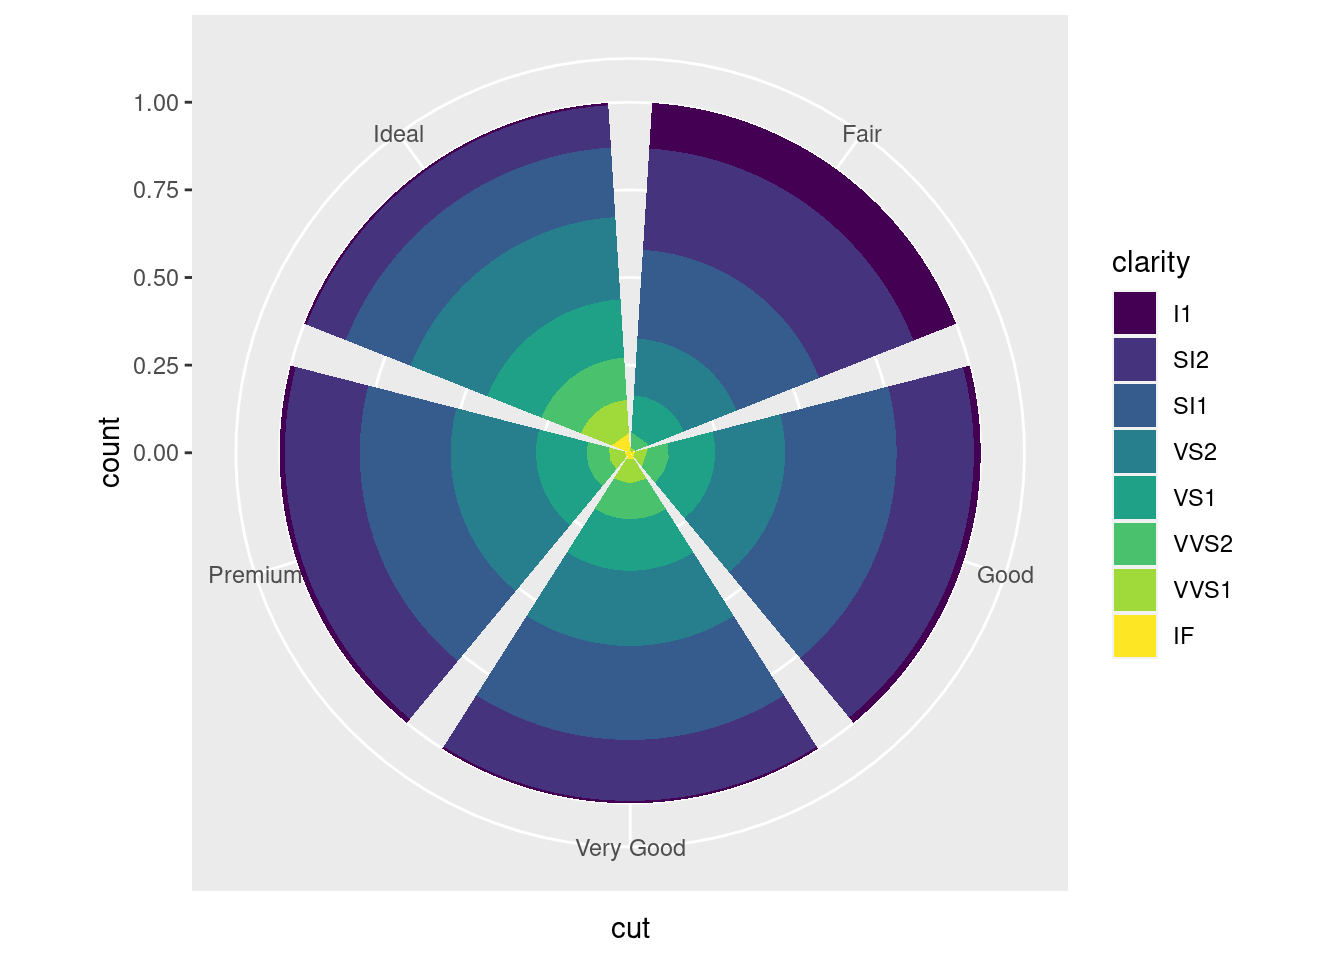 1.00
0.75
0.50
0.25
0.00
count
Ideal
Fair
Premium
Good
Very Good
cut
clarity
I1
SI2
SI1
VS2
VS1
VVS2
VVS1
IF